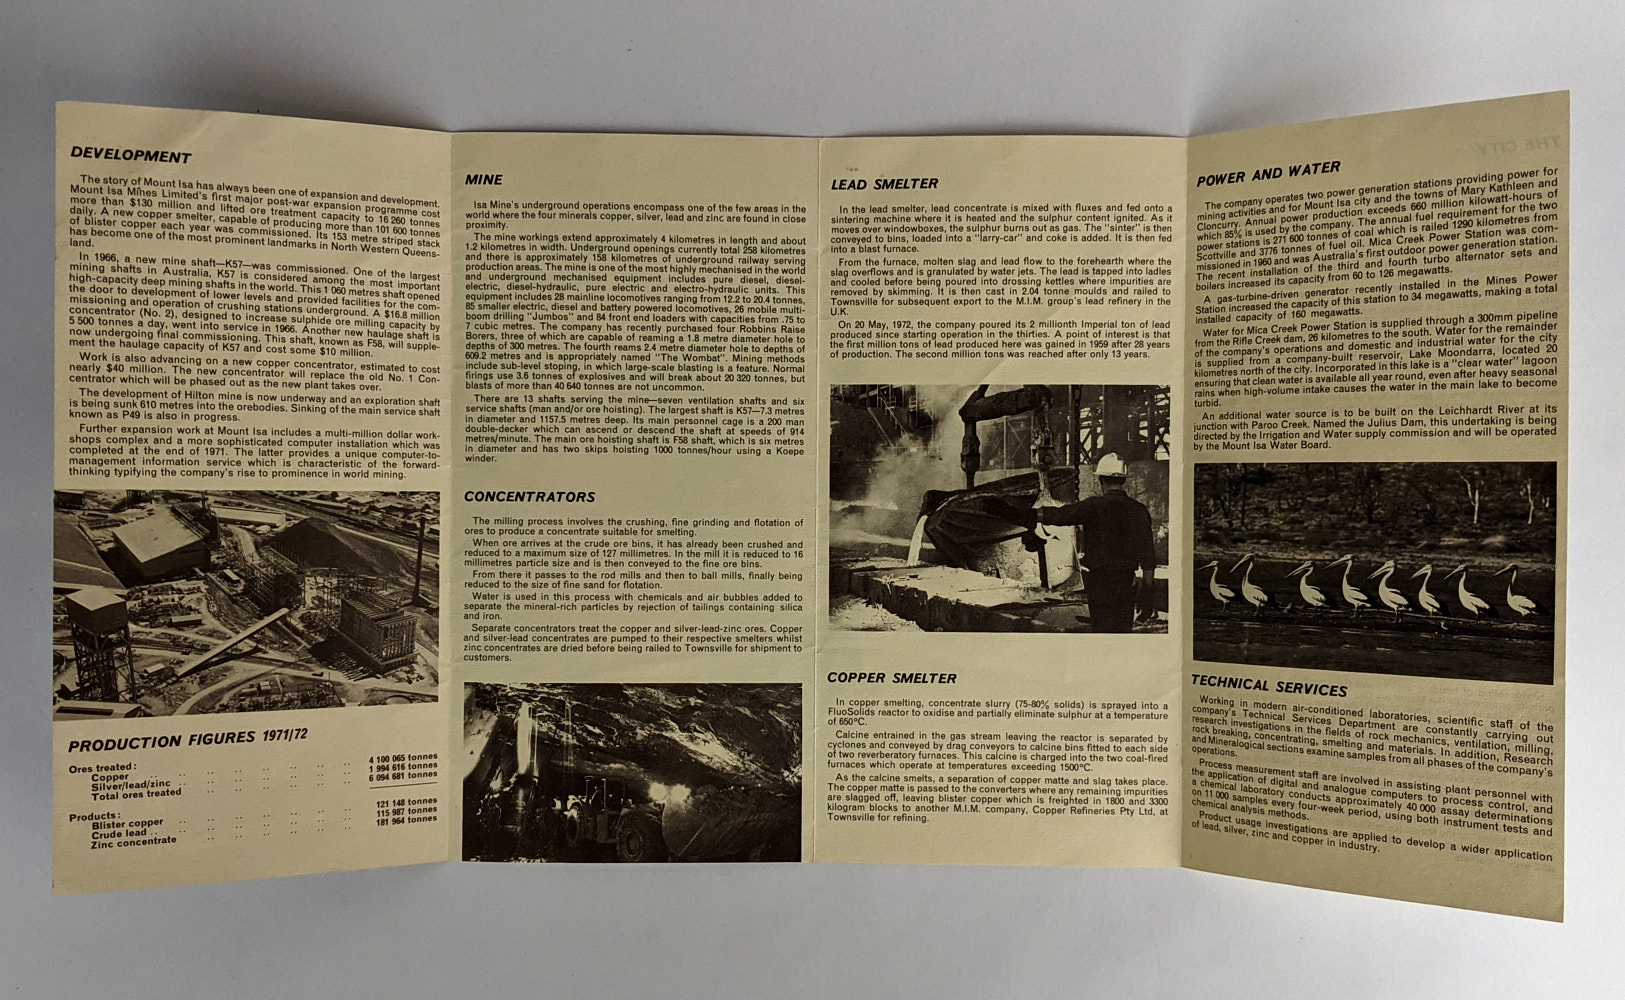 DEVELOPMENT
The story of Mount Isa has always been one of expansion and development.
Mount Isa Mines Limited's first major post-war expansion programme cost
more than $130 million and lifted ore treatment capacity to 16 260 tonnes
daily. A new copper smelter, capable of producing more than 101 600 tonnes
of blister copper each year was commissioned. Its 153 metre striped stack
has become one of the most prominent landmarks in North Western Queens-
land.
In 1966, a new mine shaft—K57—was commissioned. One of the largest
mining shafts in Australia, K57 is considered among the most important
high-capacity deep mining shafts in the world. This 1 060 metres shaft opened
the door to development of lower levels and provided facilities for the com-
missioning and operation of crushing stations underground. A $16.8 million
concentrator (No. 2), designed to increase sulphide ore milling capacity by
5 500 tonnes a day, went into service in 1966. Another new haulage shaft is
now undergoing final commissioning. This shaft, known as F58, will supple-
ment the haulage capacity of K57 and cost some $10 million.
Work is also advancing on a new copper concentrator, estimated to cost
nearly $40 million. The new concentrator will replace the old No. 1 Con-
centrator which will be phased out as the new plant takes over.
The development of Hilton mine is now underway and an exploration shaft
is being sunk 610 metres into the orebodies. Sinking of the main service shaft
known as P49 is also in progress.
Further expansion work at Mount Isa includes a multi-million dollar work-
shops complex and a more sophisticated computer installation which was
completed at the end of 1971. The latter provides a unique computer-to-
management information service which is characteristic of the forward-
thinking typifying the company's rise to prominence in world mining.
PRODUCTION FIGURES 1971/72
Ores treated:
Copper .. .. .. .. .. .. 4 100 065 tonnes
Silver/lead/zinc .. .. .. .. .. .. 1 994 616 tonnes
Total ores treated .. .. .. .. .. 6 094 681 tonnes
Products:
Blister copper .. .. .. .. .. .. 121 148 tonnes
Crude lead .. .. .. .. .. .. 115 987 tonnes
Zinc concentrate .. .. .. .. .. .. 181 964 tonnes
MINE
Isa Mine's underground operations encompass one of the few areas in the
world where the four minerals copper, silver, lead and zinc are found in close
proximity.
The mine workings extend approximately 4 kilometres in length and about
1.2 kilometres in width. Underground openings currently total 258 kilometres
and there is approximately 158 kilometres of underground railway serving
production areas. The mine is one of the most highly mechanised in the world
and underground mechanised equipment includes pure diesel, diesel-
electric, diesel-hydraulic, pure electric and electro-hydraulic units. This
equipment includes 28 mainline locomotives ranging from 12.2 to 20.4 tonnes,
85 smaller electric, diesel and battery powered locomotives, 26 mobile multi-
boom drilling "Jumbos" and 84 front end loaders with capacities from .75 to
7 cubic metres. The company has recently purchased four Robbins Raise
Borers, three of which are capable of reaming a 1.8 metre diameter hole to
depths of 300 metres. The fourth reams 2.4 metre diameter hole to depths of
609.2 metres and is appropriately named "The Wombat". Mining methods
include sub-level stoping, in which large-scale blasting is a feature. Normal
firings use 3.6 tonnes of explosives and will break about 20 320 tonnes, but
blasts of more than 40 640 tonnes are not uncommon.
There are 13 shafts serving the mine—seven ventilation shafts and six
service shafts (man and/or ore hoisting). The largest shaft is K57—7.3 metres
in diameter and 1157.5 metres deep. Its main personnel cage is a 200 man
double-decker which can ascend or descend the shaft at speeds of 914
metres/minute. The main ore hoisting shaft is F58 shaft, which is six metres
in diameter and has two skips hoisting 1000 tonnes/hour using a Koepe
winder.
CONCENTRATORS
The milling process involves the crushing, fine grinding and flotation of
ores to produce a concentrate suitable for smelting.
When ore arrives at the crude ore bins, it has already been crushed and
reduced to a maximum size of 127 millimetres. In the mill it is reduced to 16
millimetres particle size and is then conveyed to the fine ore bins.
From there it passes to the rod mills and then to ball mills, finally being
reduced to the size of fine sand for flotation.
Water is used in this process with chemicals and air bubbles added to
separate the mineral-rich particles by rejection of tailings containing silica
and iron.
Separate concentrators treat the copper and silver-lead-zinc ores. Copper
and silver-lead concentrates are pumped to their respective smelters whilst
zinc concentrates are dried before being railed to Townsville for shipment to
customers.
LEAD SMELTER
In the lead smelter, lead concentrate is mixed with fluxes and fed onto a
sintering machine where it is heated and the sulphur content ignited. As it
moves over windowboxes, the sulphur burns out as gas. The "sinter" is then
conveyed to bins, loaded into a "larry-car" and coke is added. It is then fed
into a blast furnace.
From the furnace, molten slag and lead flow to the forehearth where the
slag overflows and is granulated by water jets. The lead is tapped into ladles
and cooled before being poured into drossing kettles where impurities are
removed by skimming. It is then cast in 2.04 tonne moulds and railed to
Townsville for subsequent export to the M.I.M. group's lead refinery in the
U.K.
On 20 May, 1972, the company poured its 2 millionth Imperial ton of lead
produced since starting operation in the thirties. A point of interest is that
the first million tons of lead produced here was gained in 1959 after 28 years
of production. The second million tons was reached after only 13 years.
COPPER SMELTER
In copper smelting, concentrate slurry (75-80% solids) is sprayed into a
FluoSolids reactor to oxidise and partially eliminate sulphur at a temperature
of 650°C.
Calcine entrained in the gas stream leaving the reactor is separated by
cyclones and conveyed by drag conveyors to calcine bins fitted to each side
of two reverberatory furnaces. This calcine is charged into the two coal-fired
furnaces which operate at temperatures exceeding 1500°C.
As the calcine smelts, a separation of copper matte and slag takes place.
The copper matte is passed to the converters where any remaining impurities
are slagged off, leaving blister copper which is freighted in 1800 and 3300
kilogram blocks to another M.I.M. company, Copper Refineries Pty Ltd, at
Townsville for refining.
THE CITY
POWER AND WATER
The company operates two power generation stations providing power for
mining activities and for Mount Isa city and the towns of Mary Kathleen and
Cloncurry. Annual power production exceeds 660 million kilowatt-hours of
which 85% is used by the company. The annual fuel requirement for the two
power stations is 271 600 tonnes of coal which is railed 1290 kilometres from
Scottville and 3776 tonnes of fuel oil. Mica Creek Power Station was com-
missioned in 1960 and was Australia's first outdoor power generation station.
The recent installation of the third and fourth turbo alternator sets and
boilers increased its capacity from 60 to 126 megawatts.
A gas-turbine-driven generator recently installed in the Mines Power
Station increased the capacity of this station to 34 megawatts, making a total
installed capacity of 160 megawatts.
Water for Mica Creek Power Station is supplied through a 300mm pipeline
from the Rifle Creek dam, 26 kilometres to the south. Water for the remainder
of the company's operations and domestic and industrial water for the city
is supplied from a company-built reservoir, Lake Moondarra, located 20
kilometres north of the city. Incorporated in this lake is a "clear water" lagoon
ensuring that clean water is available all year round, even after heavy seasonal
rains when high-volume intake causes the water in the main lake to become
turbid.
An additional water source is to be built on the Leichhardt River at its
junction with Paroo Creek. Named the Julius Dam, this undertaking is being
directed by the Irrigation and Water supply commission and will be operated
by the Mount Isa Water Board.
TECHNICAL SERVICES
Working in modern air-conditioned laboratories, scientific staff of the
company's Technical Services Department are constantly carrying out
research investigations in the fields of rock mechanics, ventilation, milling,
rock breaking, concentrating, smelting and materials. In addition, Research
and Mineralogical sections examine samples from all phases of the company's
operations.
Process measurement staff are involved in assisting plant personnel with
the application of digital and analogue computers to process control, and
a chemical laboratory conducts approximately 40 000 assay determinations
on 11 000 samples every four-week period, using both instrument tests and
chemical analysis methods.
Product usage investigations are applied to develop a wider application
of lead, silver, zinc and copper in industry.